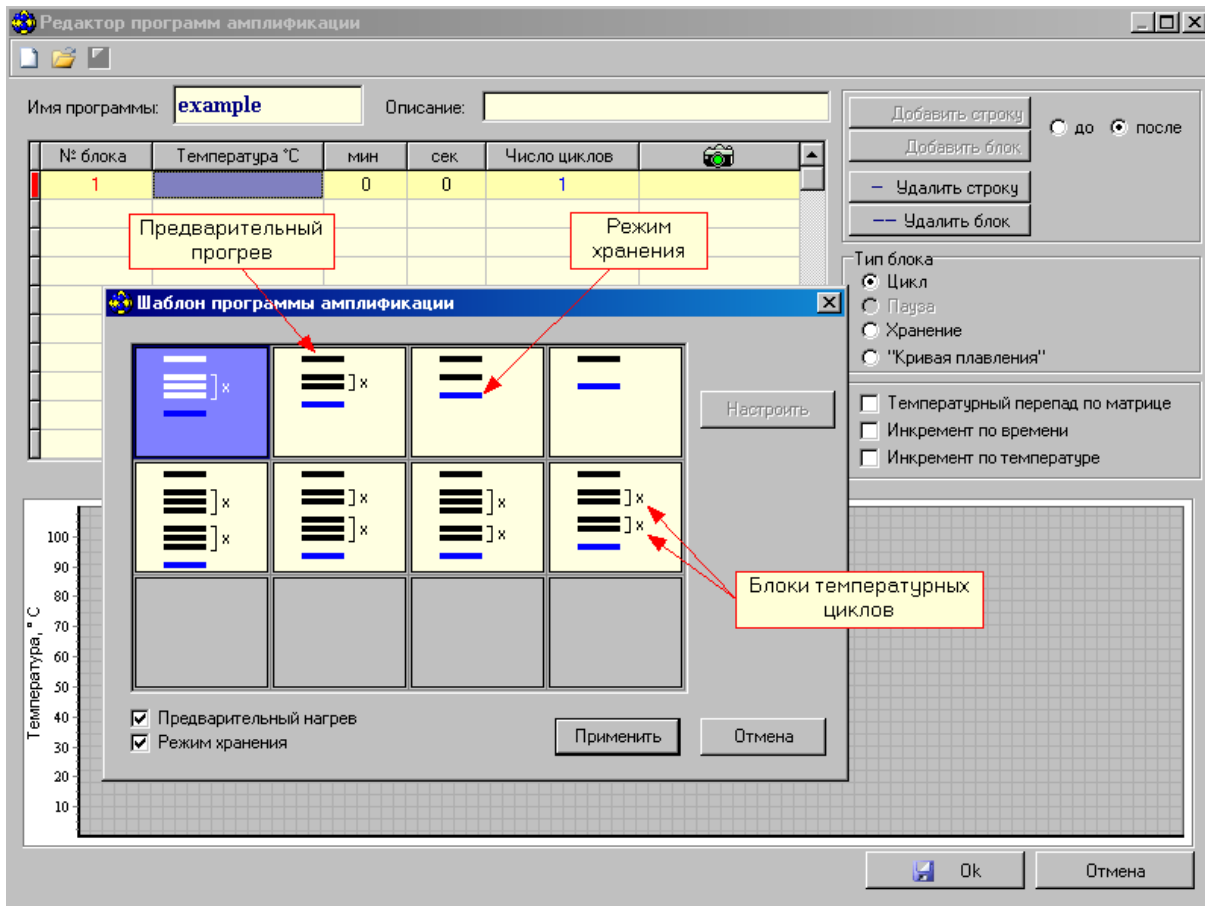 Редактор программ амплификации
Имя программы: example Описание:
Добавить строку
Добавить блок
до после
Удалить строку
Удалить блок
№ блока Температура °С мин сек Число циклов
1 0 0 1
Предварительный
прогрев
Режим
хранения
Тип блока
Цикл
Пауза
Хранение
"Кривая плавления"
Температурный перепад по матрице
Инкремент по времени
Инкремент по температуре
Шаблон программы амплификации
x x
x x x x
x x x x
Настроить
Блоки температурных
циклов
Предварительный нагрев
Режим хранения
Применить Отмена
Температура, °C
100
90
80
70
60
50
40
30
20
10
Ok Отмена